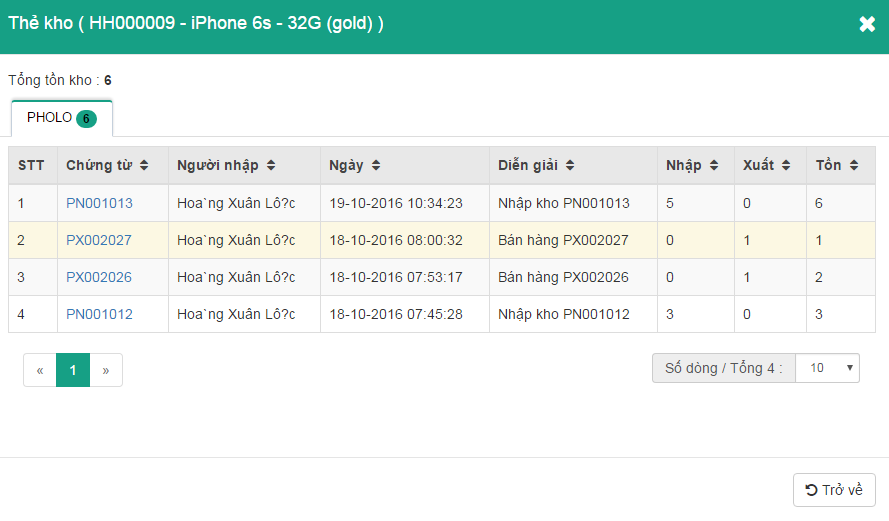 Thẻ kho ( HH000009 - iPhone 6s - 32G (gold) )
Tổng tồn kho : 6
PHOLO 6
STT Chứng từ Người nhập Ngày Diễn giải Nhập Xuất Tồn
1 PN001013 Hoa`ng Xuân Lô?c 19-10-2016 10:34:23 Nhập kho PN001013 5 0 6
2 PX002027 Hoa`ng Xuân Lô?c 18-10-2016 08:00:32 Bán hàng PX002027 0 1 1
3 PX002026 Hoa`ng Xuân Lô?c 18-10-2016 07:53:17 Bán hàng PX002026 0 1 2
4 PN001012 Hoa`ng Xuân Lô?c 18-10-2016 07:45:28 Nhập kho PN001012 3 0 3
« 1 » Số dòng / Tổng 4 : 10
Trở về